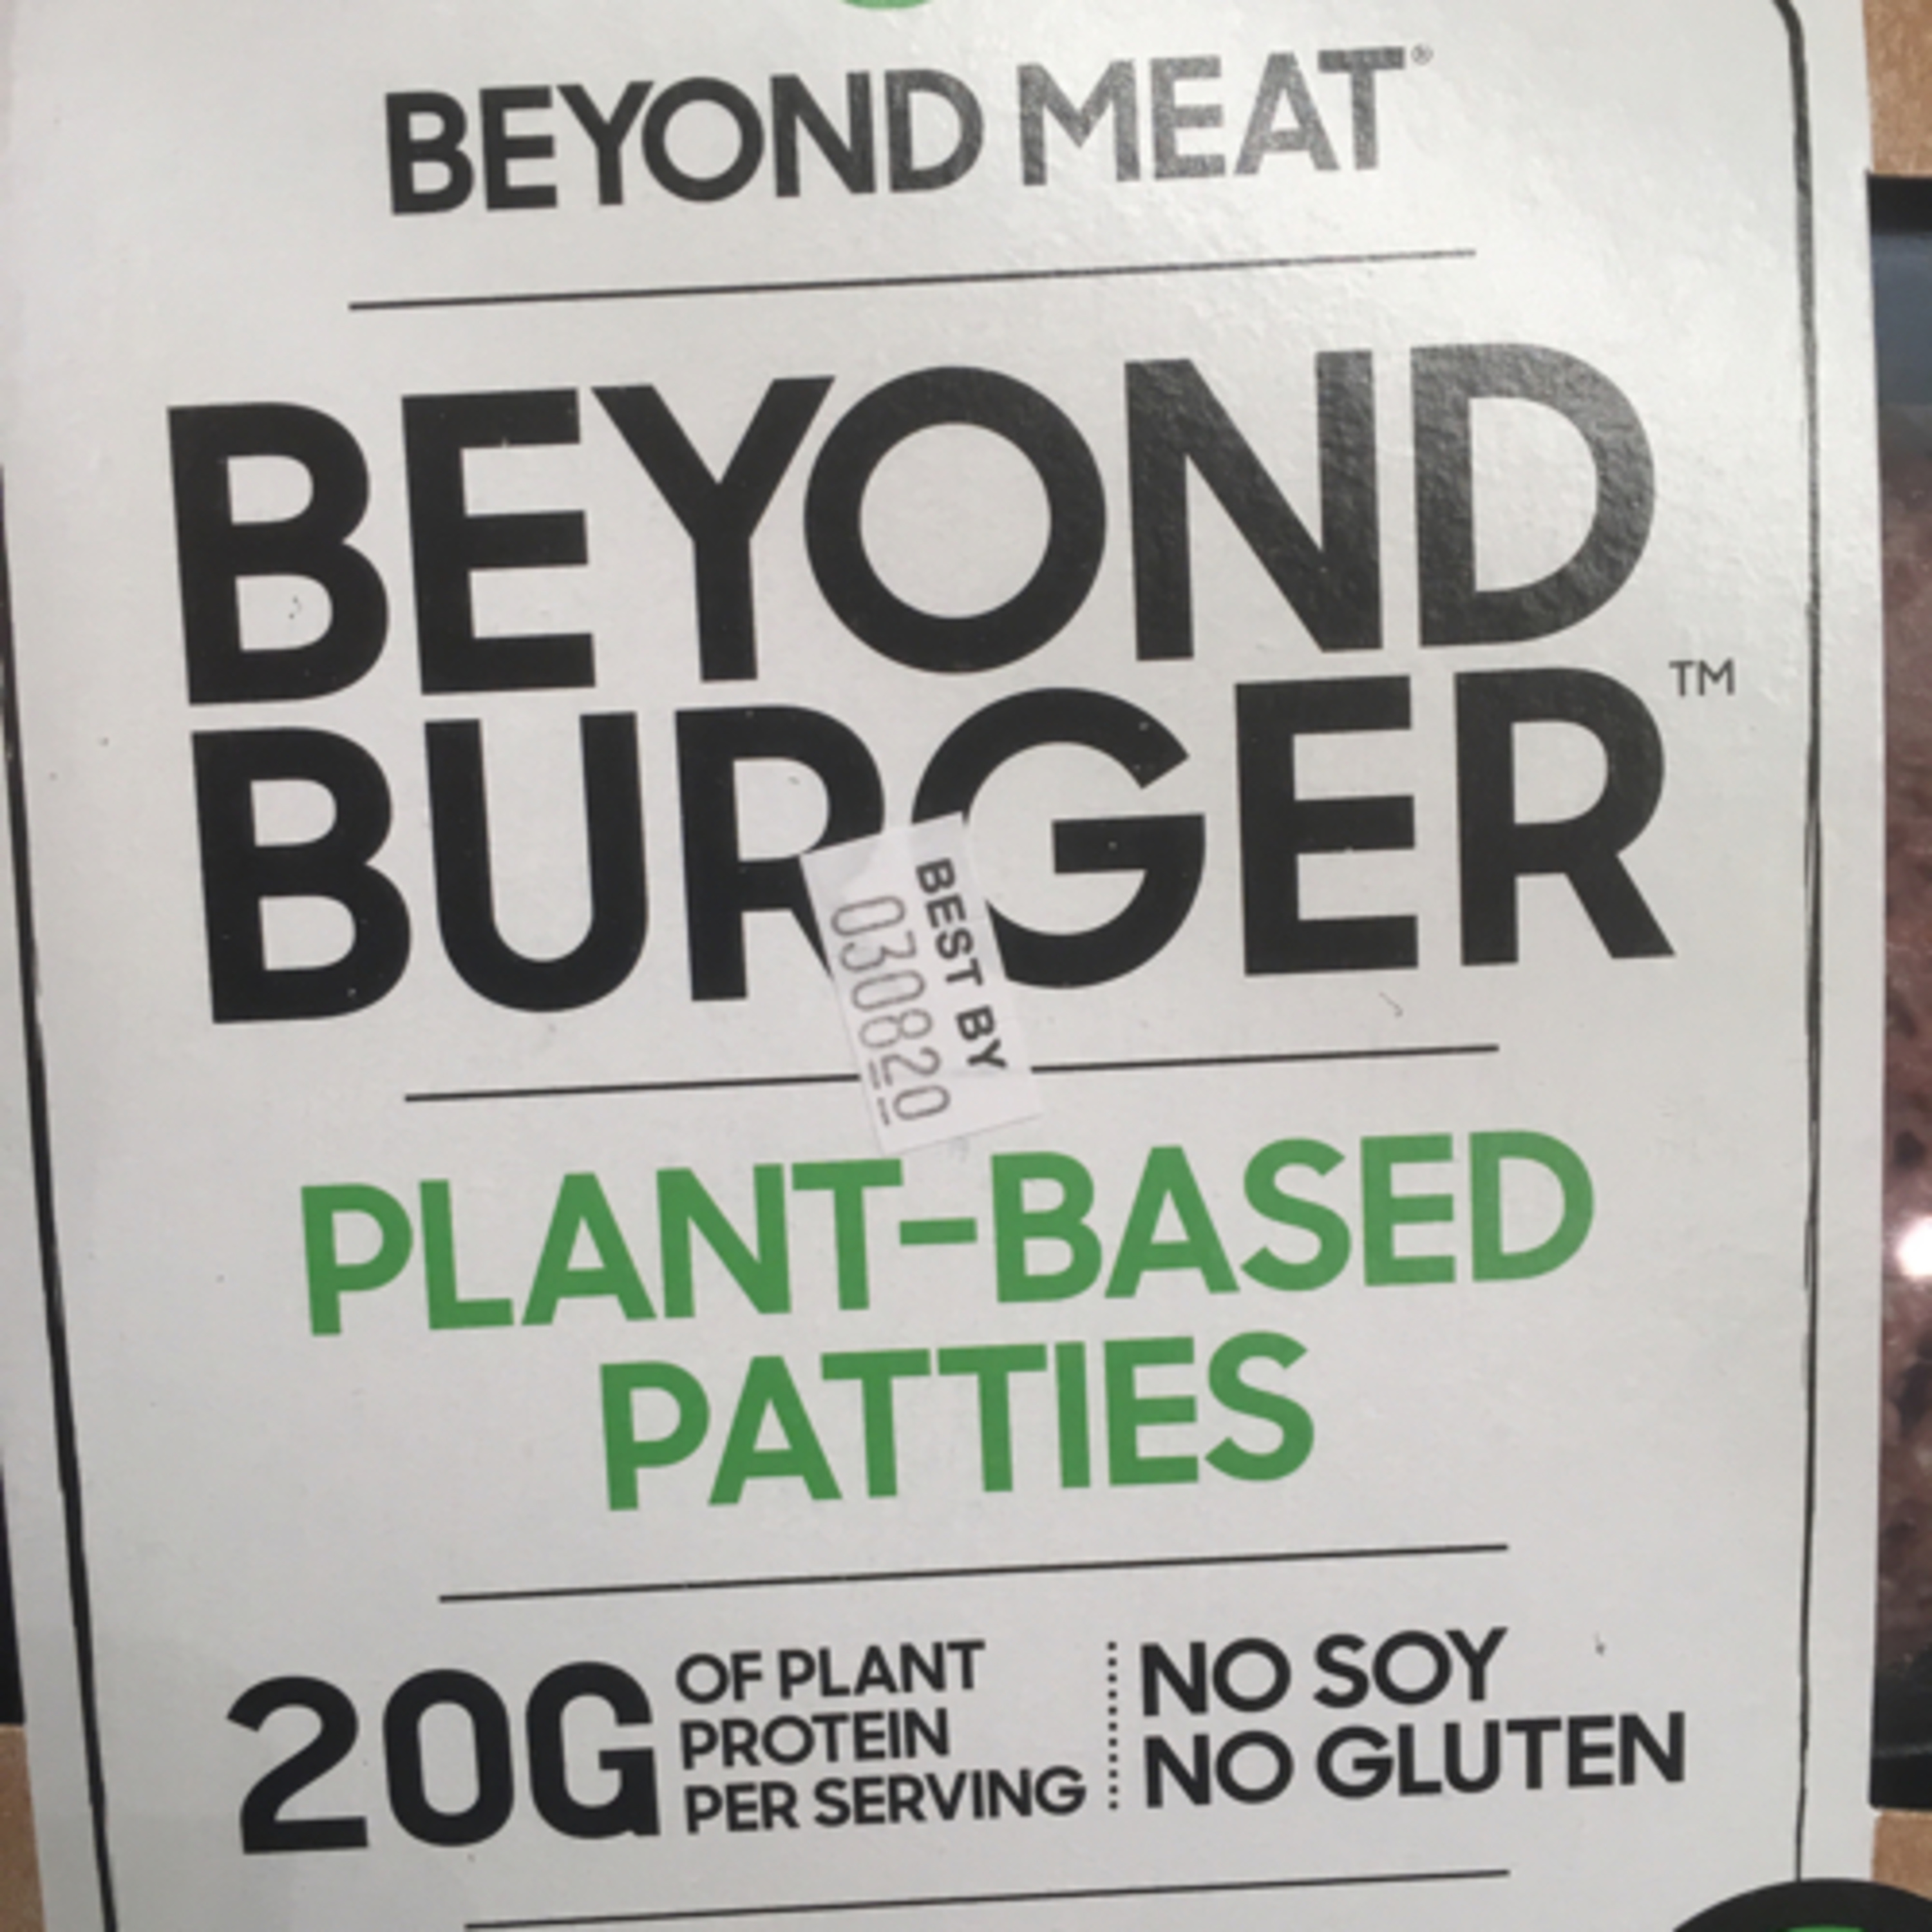 BEYOND MEAT®
BEYOND
BURGER™
BEST BY
030820
PLANT-BASED
PATTIES
20G OF PLANT
PROTEIN
PER SERVING
NO SOY
NO GLUTEN